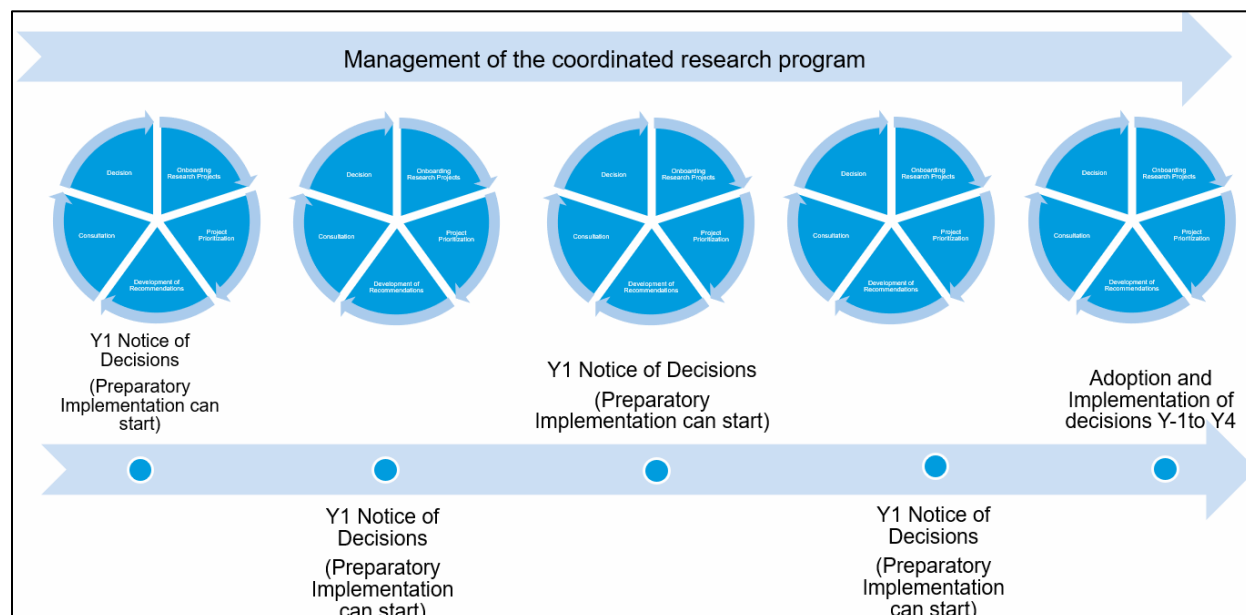 Management of the coordinated research program
Decision
Onboarding
Research Projects
Consultation
Project
Prioritization
Development of
Recommendations
Decision
Onboarding
Research Projects
Consultation
Project
Prioritization
Development of
Recommendations
Decision
Onboarding
Research Projects
Consultation
Project
Prioritization
Development of
Recommendations
Decision
Onboarding
Research Projects
Consultation
Project
Prioritization
Development of
Recommendations
Decision
Onboarding
Research Projects
Consultation
Project
Prioritization
Development of
Recommendations
Y1 Notice of
Decisions
(Preparatory
Implementation can
start)
Y1 Notice of Decisions
(Preparatory
Implementation can start)
Adoption and
Implementation of
decisions Y-1to Y4
Y1 Notice of
Decisions
(Preparatory
Implementation
can start)
Y1 Notice of
Decisions
(Preparatory
Implementation
can start)